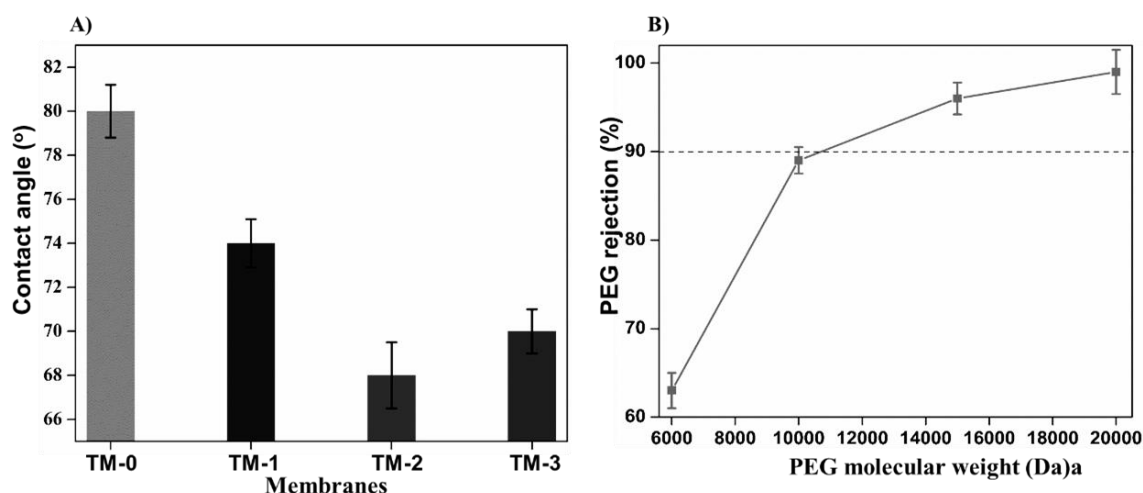 A)
Contact angle (º)
82
80
78
76
74
72
70
68
66
TM-0 TM-1 TM-2 TM-3
Membranes
B)
PEG rejection (%)
100
90
80
70
60
6000 8000 10000 12000 14000 16000 18000 20000
PEG molecular weight (Da)a